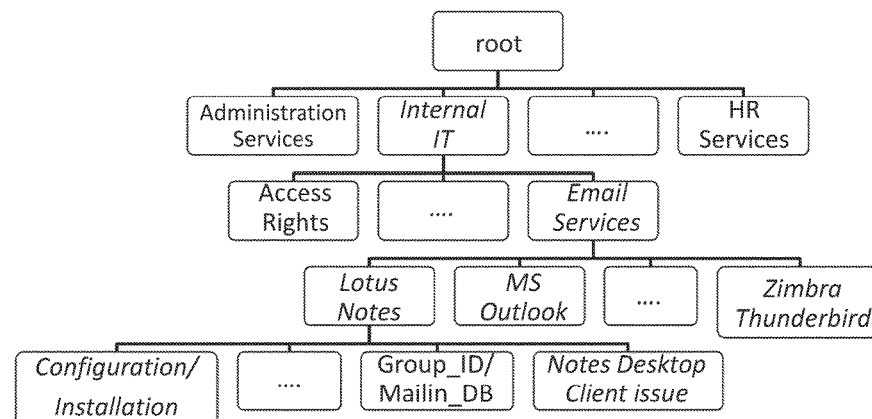 root
Administration
Services
Internal
IT
....
HR
Services
Access
Rights
....
Email
Services
Lotus
Notes
MS
Outlook
....
Zimbra
Thunderbird
Configuration/
Installation
....
Group_ID/
Mailin_DB
Notes Desktop
Client issue